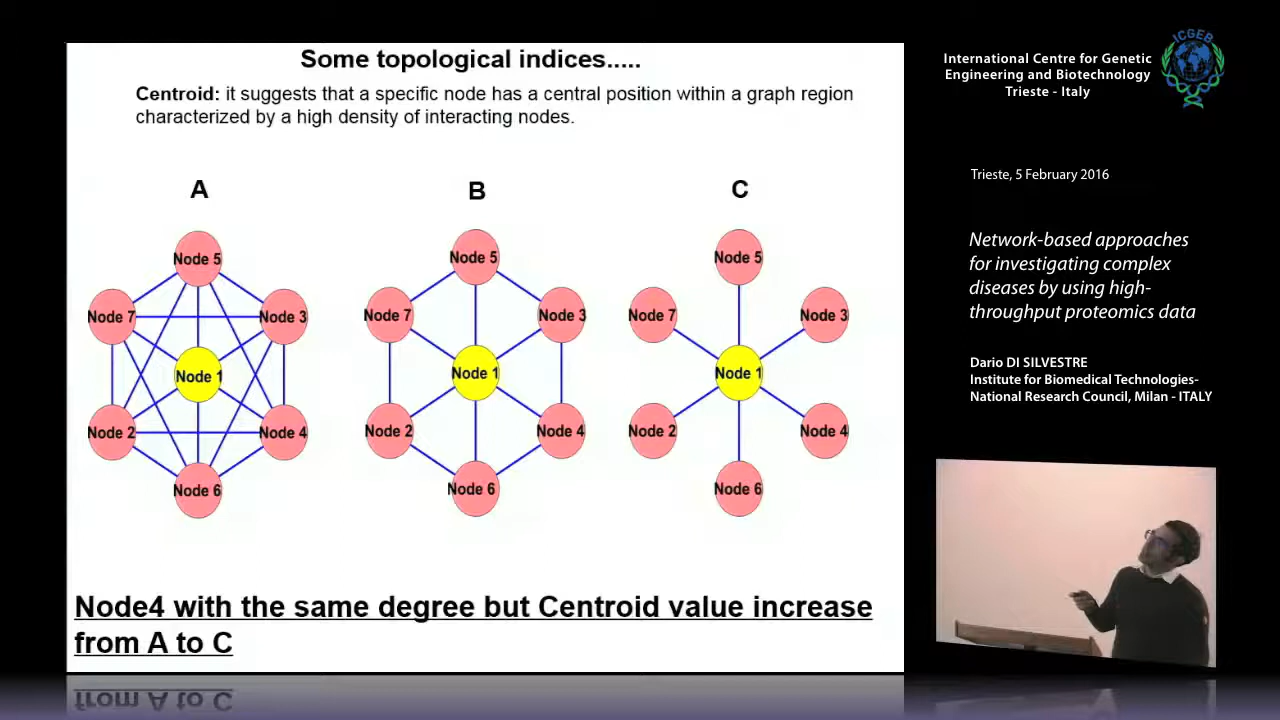 Some topological indices.....
Centroid: it suggests that a specific node has a central position within a graph region
characterized by a high density of interacting nodes.
A
B
C
Node 5
Node 7
Node 3
Node 1
Node 2
Node 4
Node 6
Node 5
Node 7
Node 3
Node 1
Node 2
Node 4
Node 6
Node 5
Node 7
Node 3
Node 1
Node 2
Node 4
Node 6
Node4 with the same degree but Centroid value increase
from A to C
from A to C
International Centre for Genetic
Engineering and Biotechnology
Trieste - Italy
ICGEB
Trieste, 5 February 2016
Network-based approaches
for investigating complex
diseases by using high-
throughput proteomics data
Dario DI SILVESTRE
Institute for Biomedical Technologies-
National Research Council, Milan - ITALY